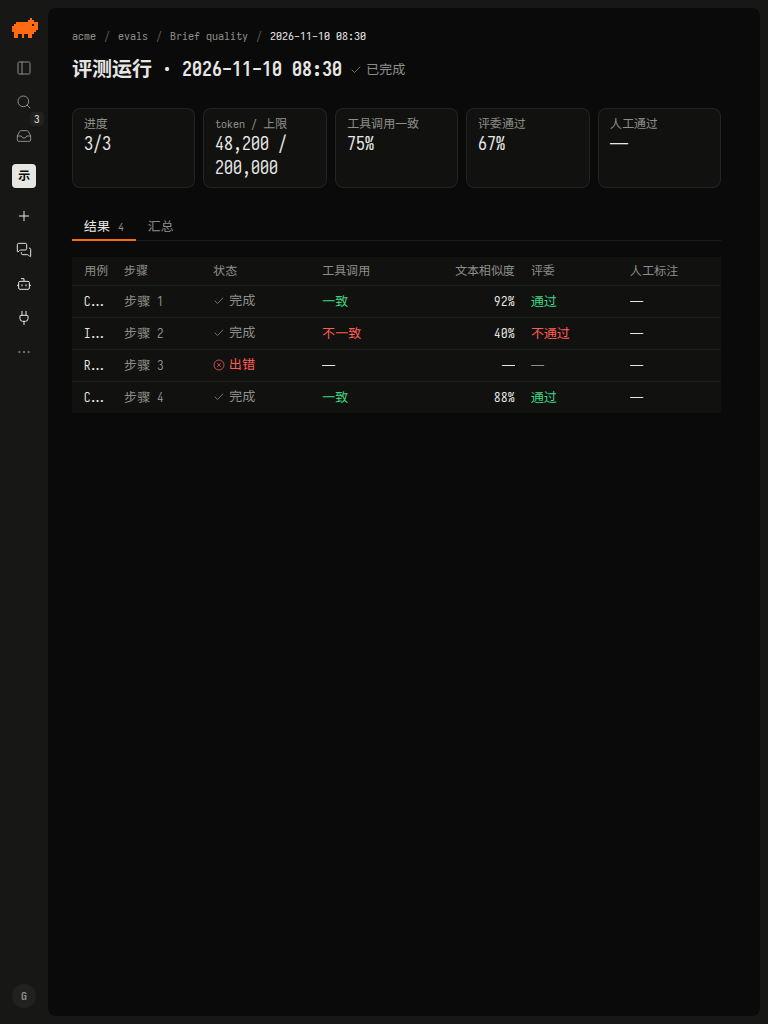 acme / evals / Brief quality / 2026-11-10 08:30
评测运行 · 2026-11-10 08:30 已完成
3
示
进度
3/3
token / 上限
48,200 /
200,000
工具调用一致
75%
评委通过
67%
人工通过
—
结果 4 汇总
用例 步骤 状态 工具调用 文本相似度 评委 人工标注
C... 步骤 1 完成 一致 92% 通过 —
I... 步骤 2 完成 不一致 40% 不通过 —
R... 步骤 3 出错 — — — —
C... 步骤 4 完成 一致 88% 通过 —
G